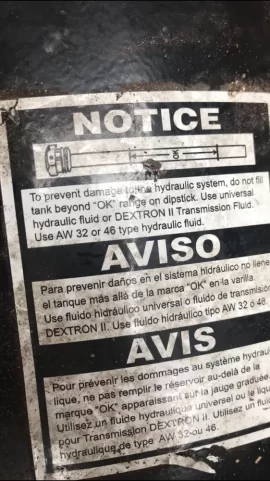 NOTICE
OK
To prevent damage to the hydraulic system, do not fill
tank beyond "OK" range on dipstick. Use universal
hydraulic fluid or DEXTRON II Transmission Fluid.
Use AW 32 or 46 type hydraulic fluid.
AVISO
Para prevenir daños en el sistema hidráulico no llene
el tanque más allá de la marca "OK" en-la varilla
Use fluido hidráulico universal o fluido de transmisión
DEXTRON II. Use fluido hidráulico tipo AW 32 ó 46.
AVIS
Pour prévenir les dommages au système hydrau
lique, ne pas remplir le réservoir au-delà de la
marque "OK" apparaissant sur la jauge graduée
Utilisez un fluide hydraulique universel ou le liqu
pour Transmission DEXTRON II. Utilisez un fluid
hydraulique de type AW 32-ou 46.